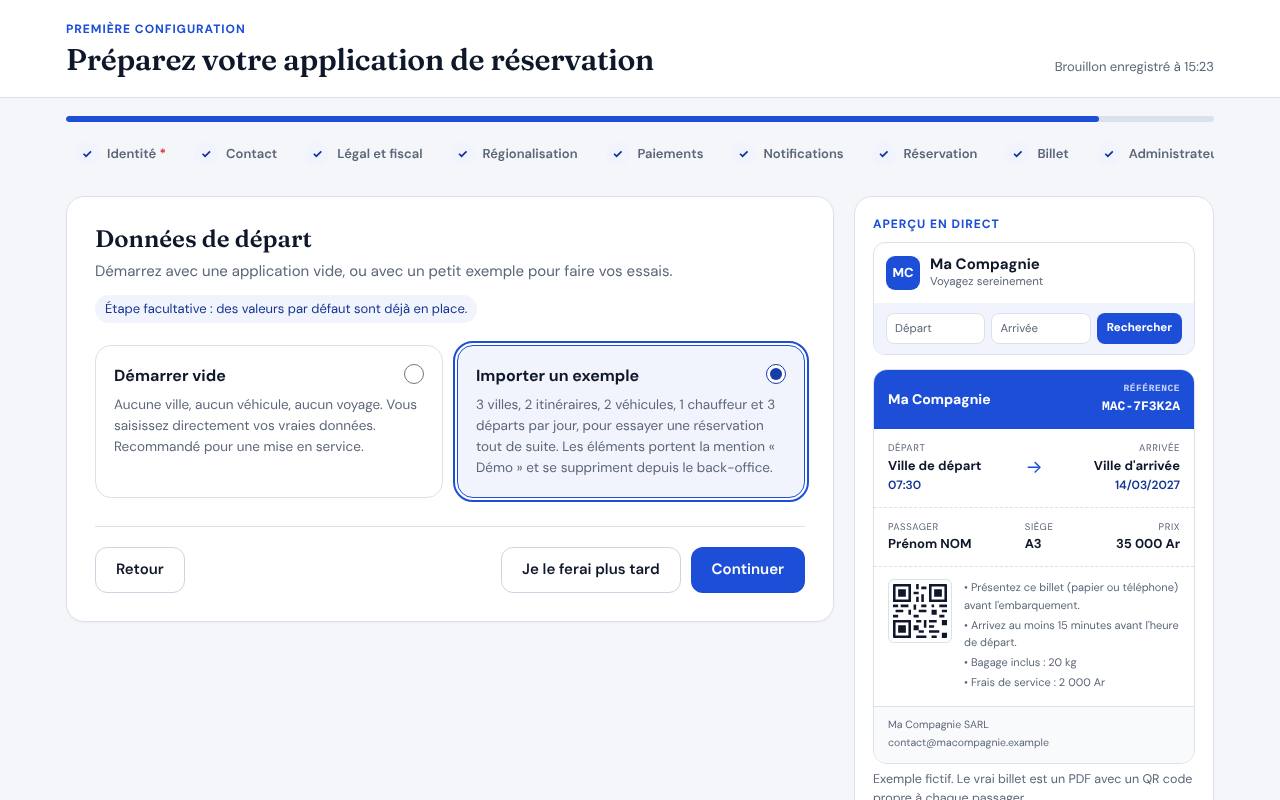 PREMIÈRE CONFIGURATION
Préparez votre application de réservation
Brouillon enregistré à 15:23
Identité *
Contact
Légal et fiscal
Régionalisation
Paiements
Notifications
Réservation
Billet
Administrateu
Données de départ
Démarrez avec une application vide, ou avec un petit exemple pour faire vos essais.
Étape facultative : des valeurs par défaut sont déjà en place.
Démarrer vide
Aucune ville, aucun véhicule, aucun voyage. Vous
saisissez directement vos vraies données.
Recommandé pour une mise en service.
Importer un exemple
3 villes, 2 itinéraires, 2 véhicules, 1 chauffeur et 3
départs par jour, pour essayer une réservation
tout de suite. Les éléments portent la mention «
Démo » et se suppriment depuis le back-office.
Retour
Je le ferai plus tard
Continuer
APERÇU EN DIRECT
MC
Ma Compagnie
Voyagez sereinement
Départ
Arrivée
Rechercher
Ma Compagnie
RÉFÉRENCE
MAC-7F3K2A
DÉPART
Ville de départ
07:30
→
ARRIVÉE
Ville d'arrivée
14/03/2027
PASSAGER
Prénom NOM
SIÈGE
A3
PRIX
35 000 Ar
• Présentez ce billet (papier ou téléphone)
avant l'embarquement.
• Arrivez au moins 15 minutes avant l'heure
de départ.
• Bagage inclus : 20 kg
• Frais de service : 2 000 Ar
Ma Compagnie SARL
contact@macompagnie.example
Exemple fictif. Le vrai billet est un PDF avec un QR code
propre à chaque passager.